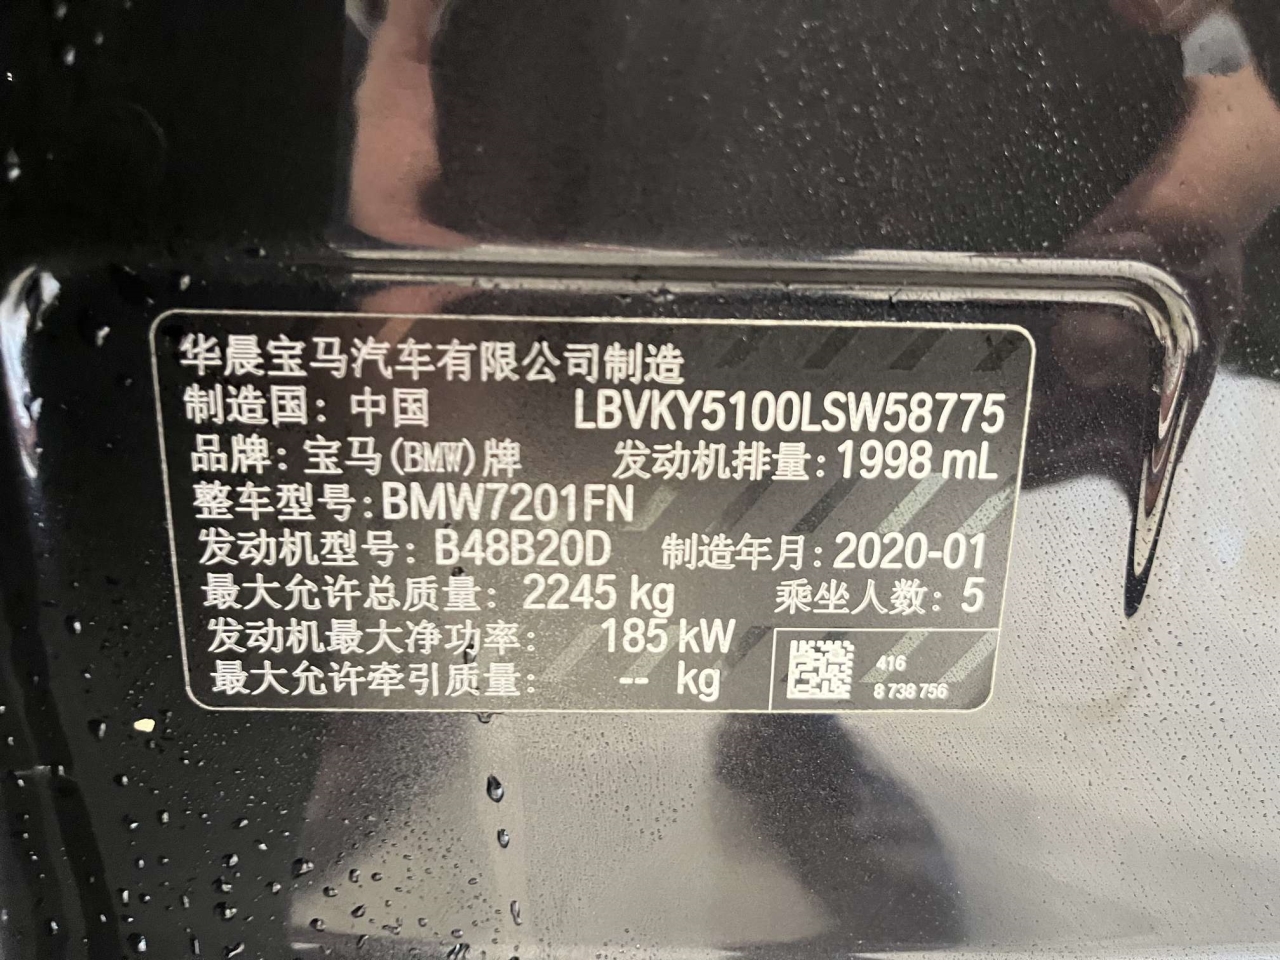 华晨宝马汽车有限公司制造
制造国：中国 LBVKY5100LSW58775
品牌：宝马(BMW)牌 发动机排量：1998 mL
整车型号：BMW7201FN
发动机型号：B48B20D 制造年月：2020-01
最大允许总质量：2245 kg 乘坐人数：5
发动机最大净功率：185 kW
最大允许牵引质量：-- kg
416
8 738 756